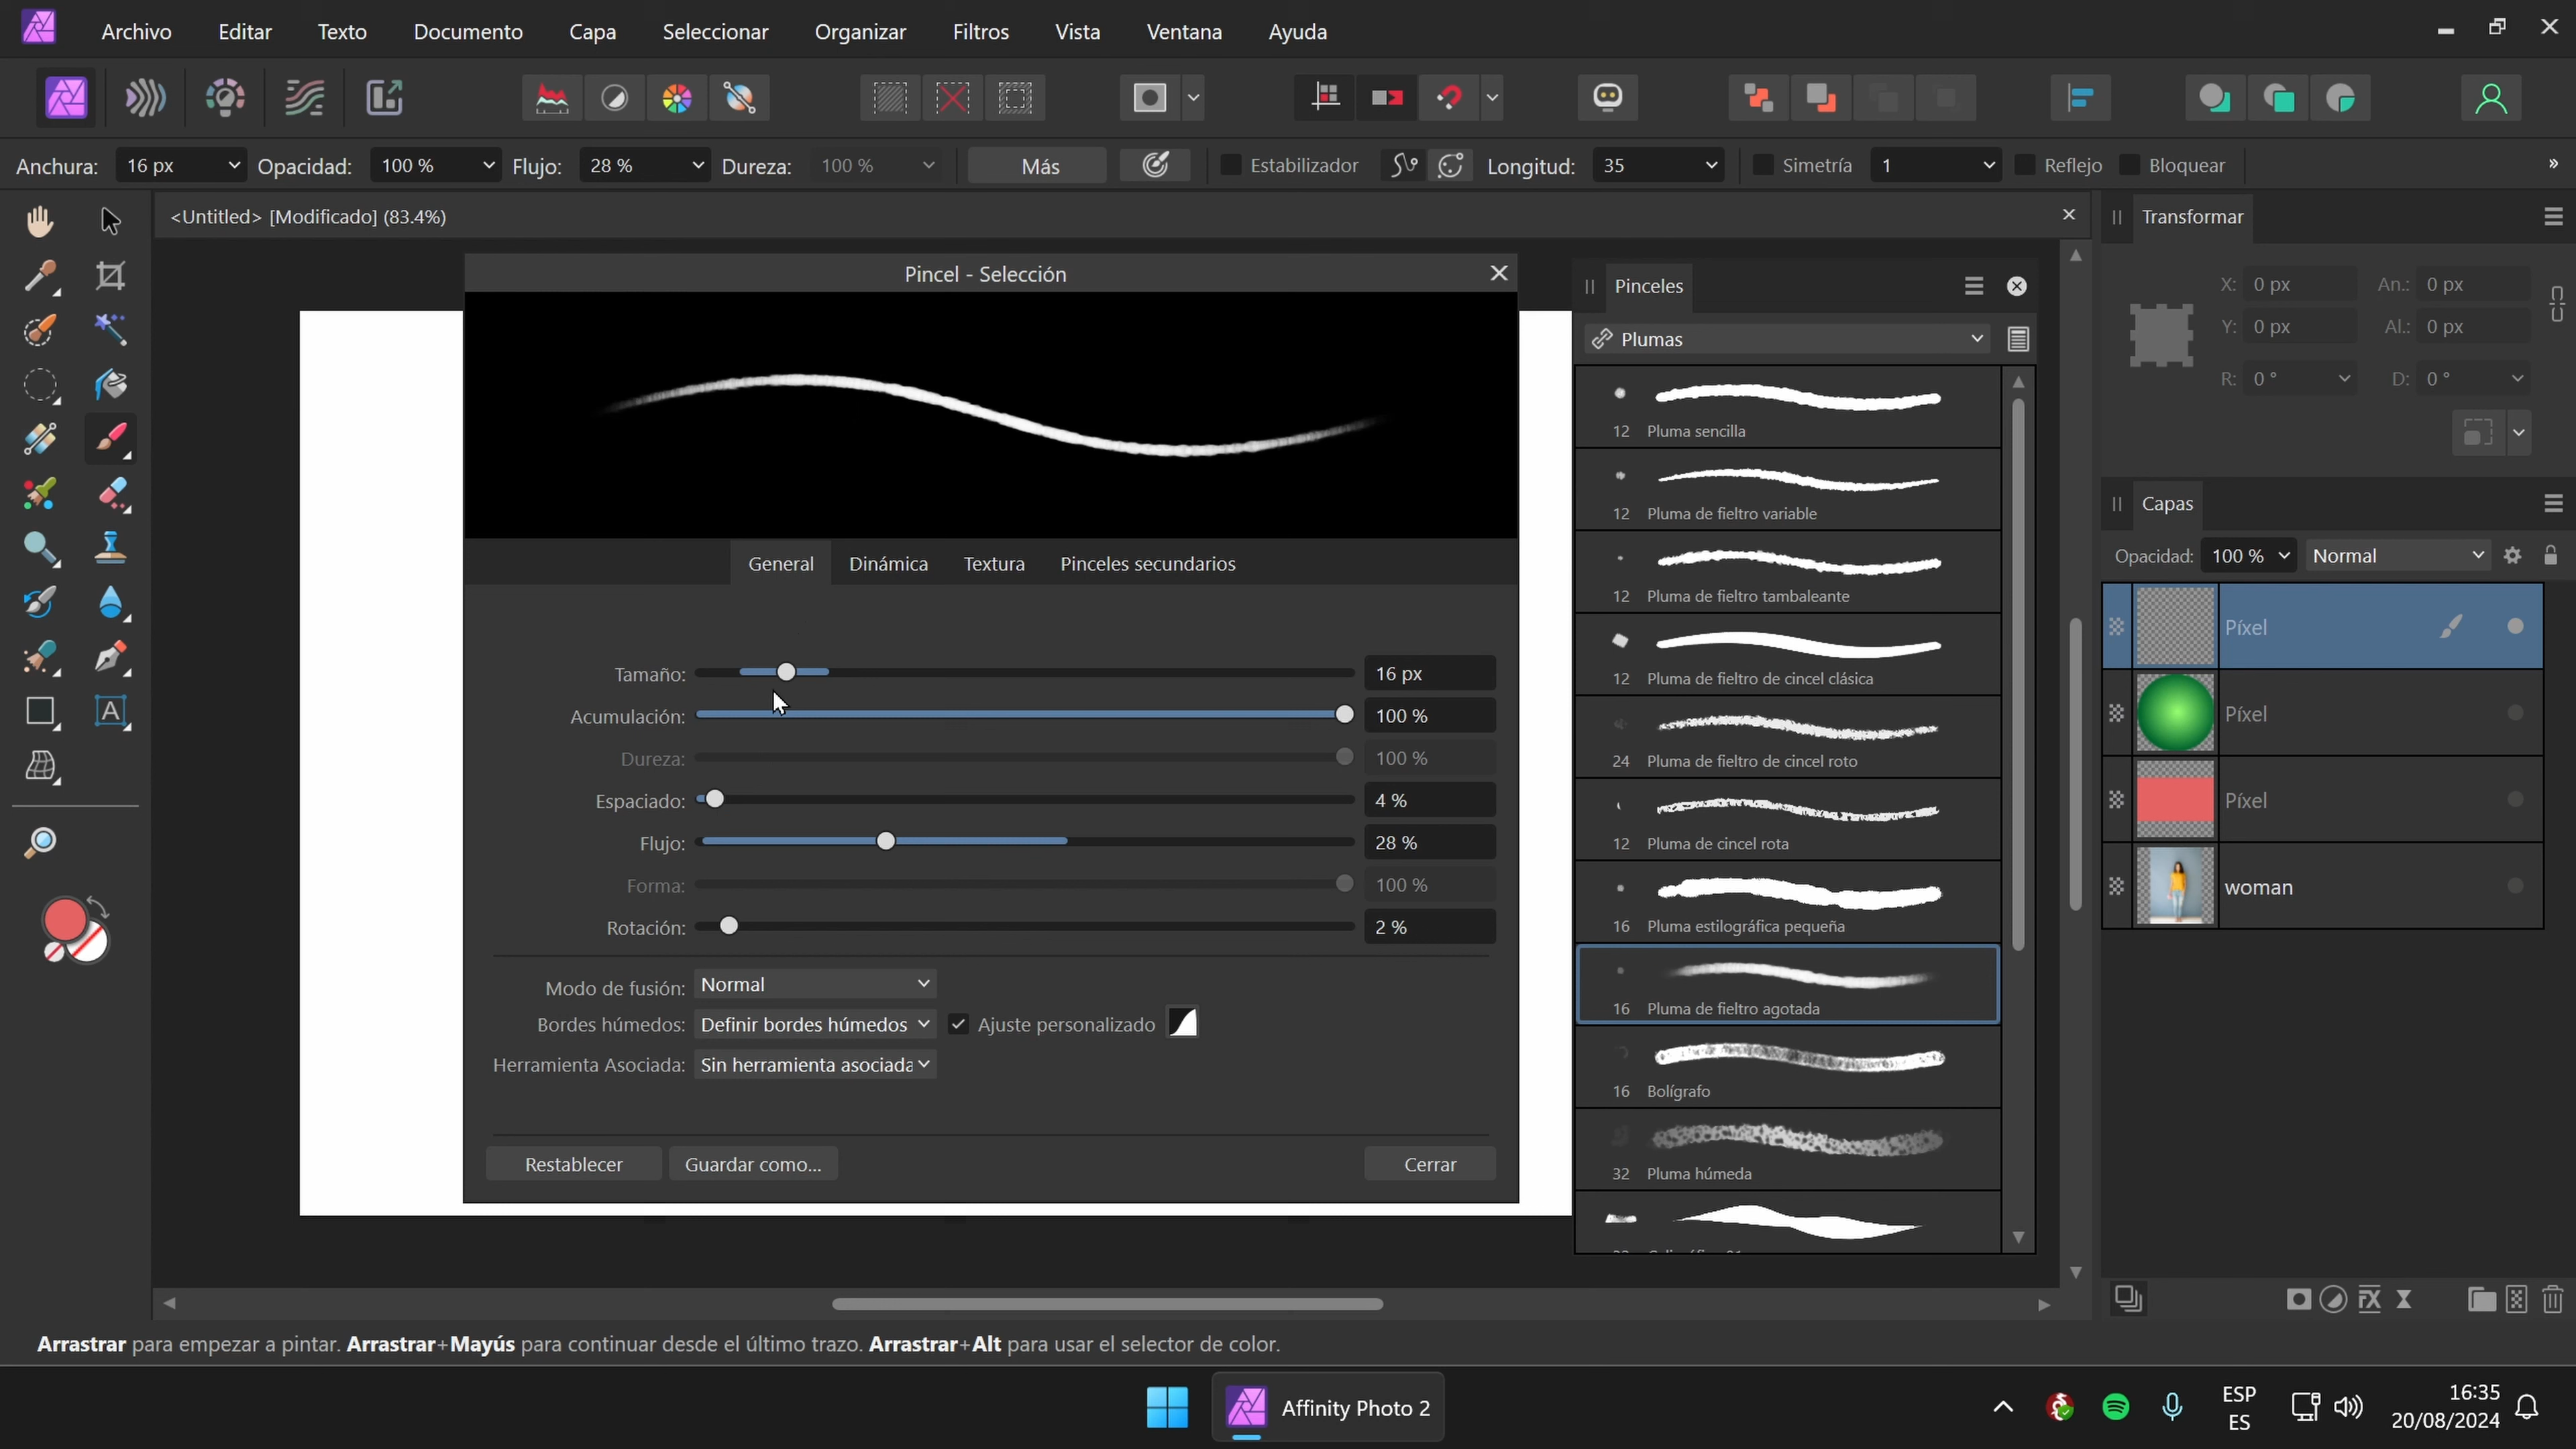 Archivo Editar Texto Documento Capa Seleccionar Organizar Filtros Vista Ventana Ayuda
Anchura: 16 px Opacidad: 100 % Flujo: 28 % Dureza: 100 % Más Estabilizador Longitud: 35 Simetría 1 Reflejo Bloquear »
<Untitled> [Modificado] (83.4%)
Pincel - Selección
General Dinámica Textura Pinceles secundarios
Tamaño: 16 px
Acumulación: 100 %
Dureza: 100 %
Espaciado: 4 %
Flujo: 28 %
Forma: 100 %
Rotación: 2 %
Modo de fusión: Normal
Bordes húmedos: Definir bordes húmedos Ajuste personalizado
Herramienta Asociada: Sin herramienta asociada
Restablecer Guardar como... Cerrar
Pinceles
Plumas
12 Pluma sencilla
12 Pluma de fieltro variable
12 Pluma de fieltro tambaleante
12 Pluma de fieltro de cincel clásica
24 Pluma de fieltro de cincel roto
12 Pluma de cincel rota
16 Pluma estilográfica pequeña
16 Pluma de fieltro agotada
16 Bolígrafo
32 Pluma húmeda
Transformar
X: 0 px An.: 0 px
Y: 0 px Al.: 0 px
R: 0 ° D: 0 °
Capas
Opacidad: 100 % Normal
Píxel
Píxel
Píxel
woman
Arrastrar para empezar a pintar. Arrastrar+Mayús para continuar desde el último trazo. Arrastrar+Alt para usar el selector de color.
Affinity Photo 2
ESP
ES
16:35
20/08/2024